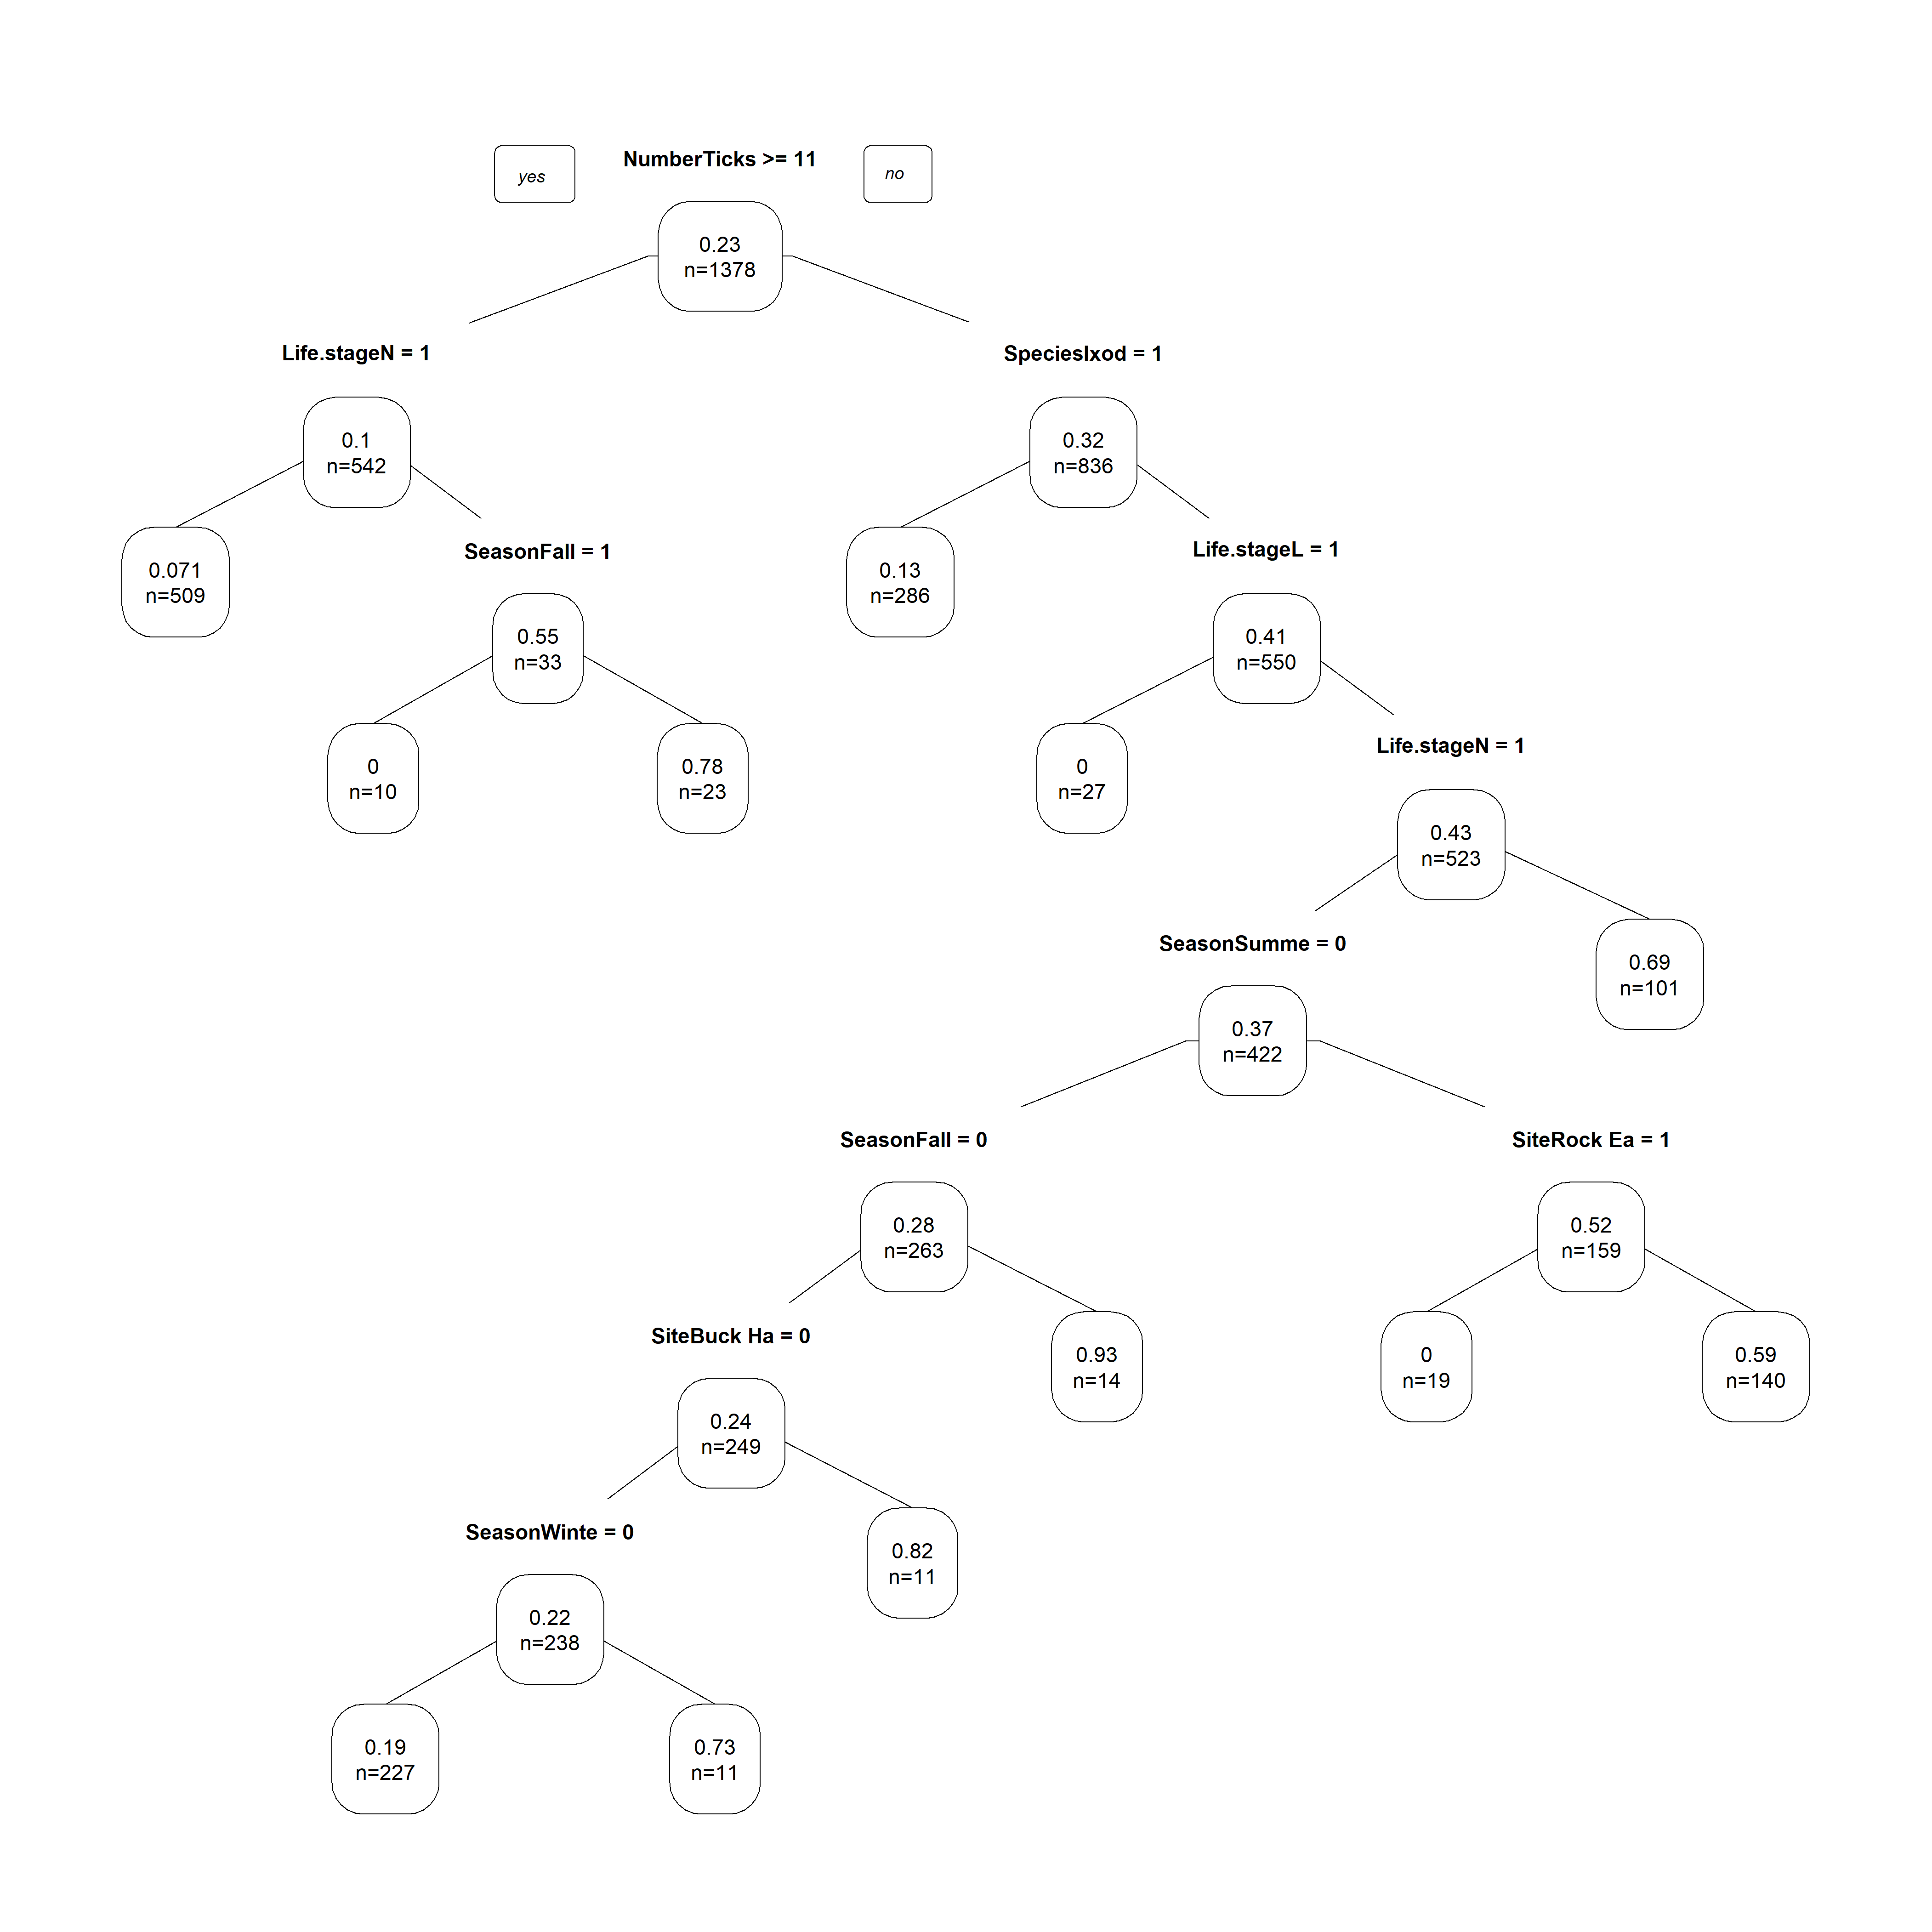 NumberTicks >= 11
yes
no
0.23
n=1378
Life.stageN = 1
SpeciesIxod = 1
0.1
n=542
0.32
n=836
0.071
n=509
SeasonFall = 1
0.13
n=286
Life.stageL = 1
0.55
n=33
0.41
n=550
0
n=10
0.78
n=23
0
n=27
Life.stageN = 1
0.43
n=523
SeasonSumme = 0
0.69
n=101
0.37
n=422
SeasonFall = 0
SiteRock Ea = 1
0.28
n=263
0.52
n=159
SiteBuck Ha = 0
0.93
n=14
0
n=19
0.59
n=140
0.24
n=249
SeasonWinte = 0
0.82
n=11
0.22
n=238
0.19
n=227
0.73
n=11